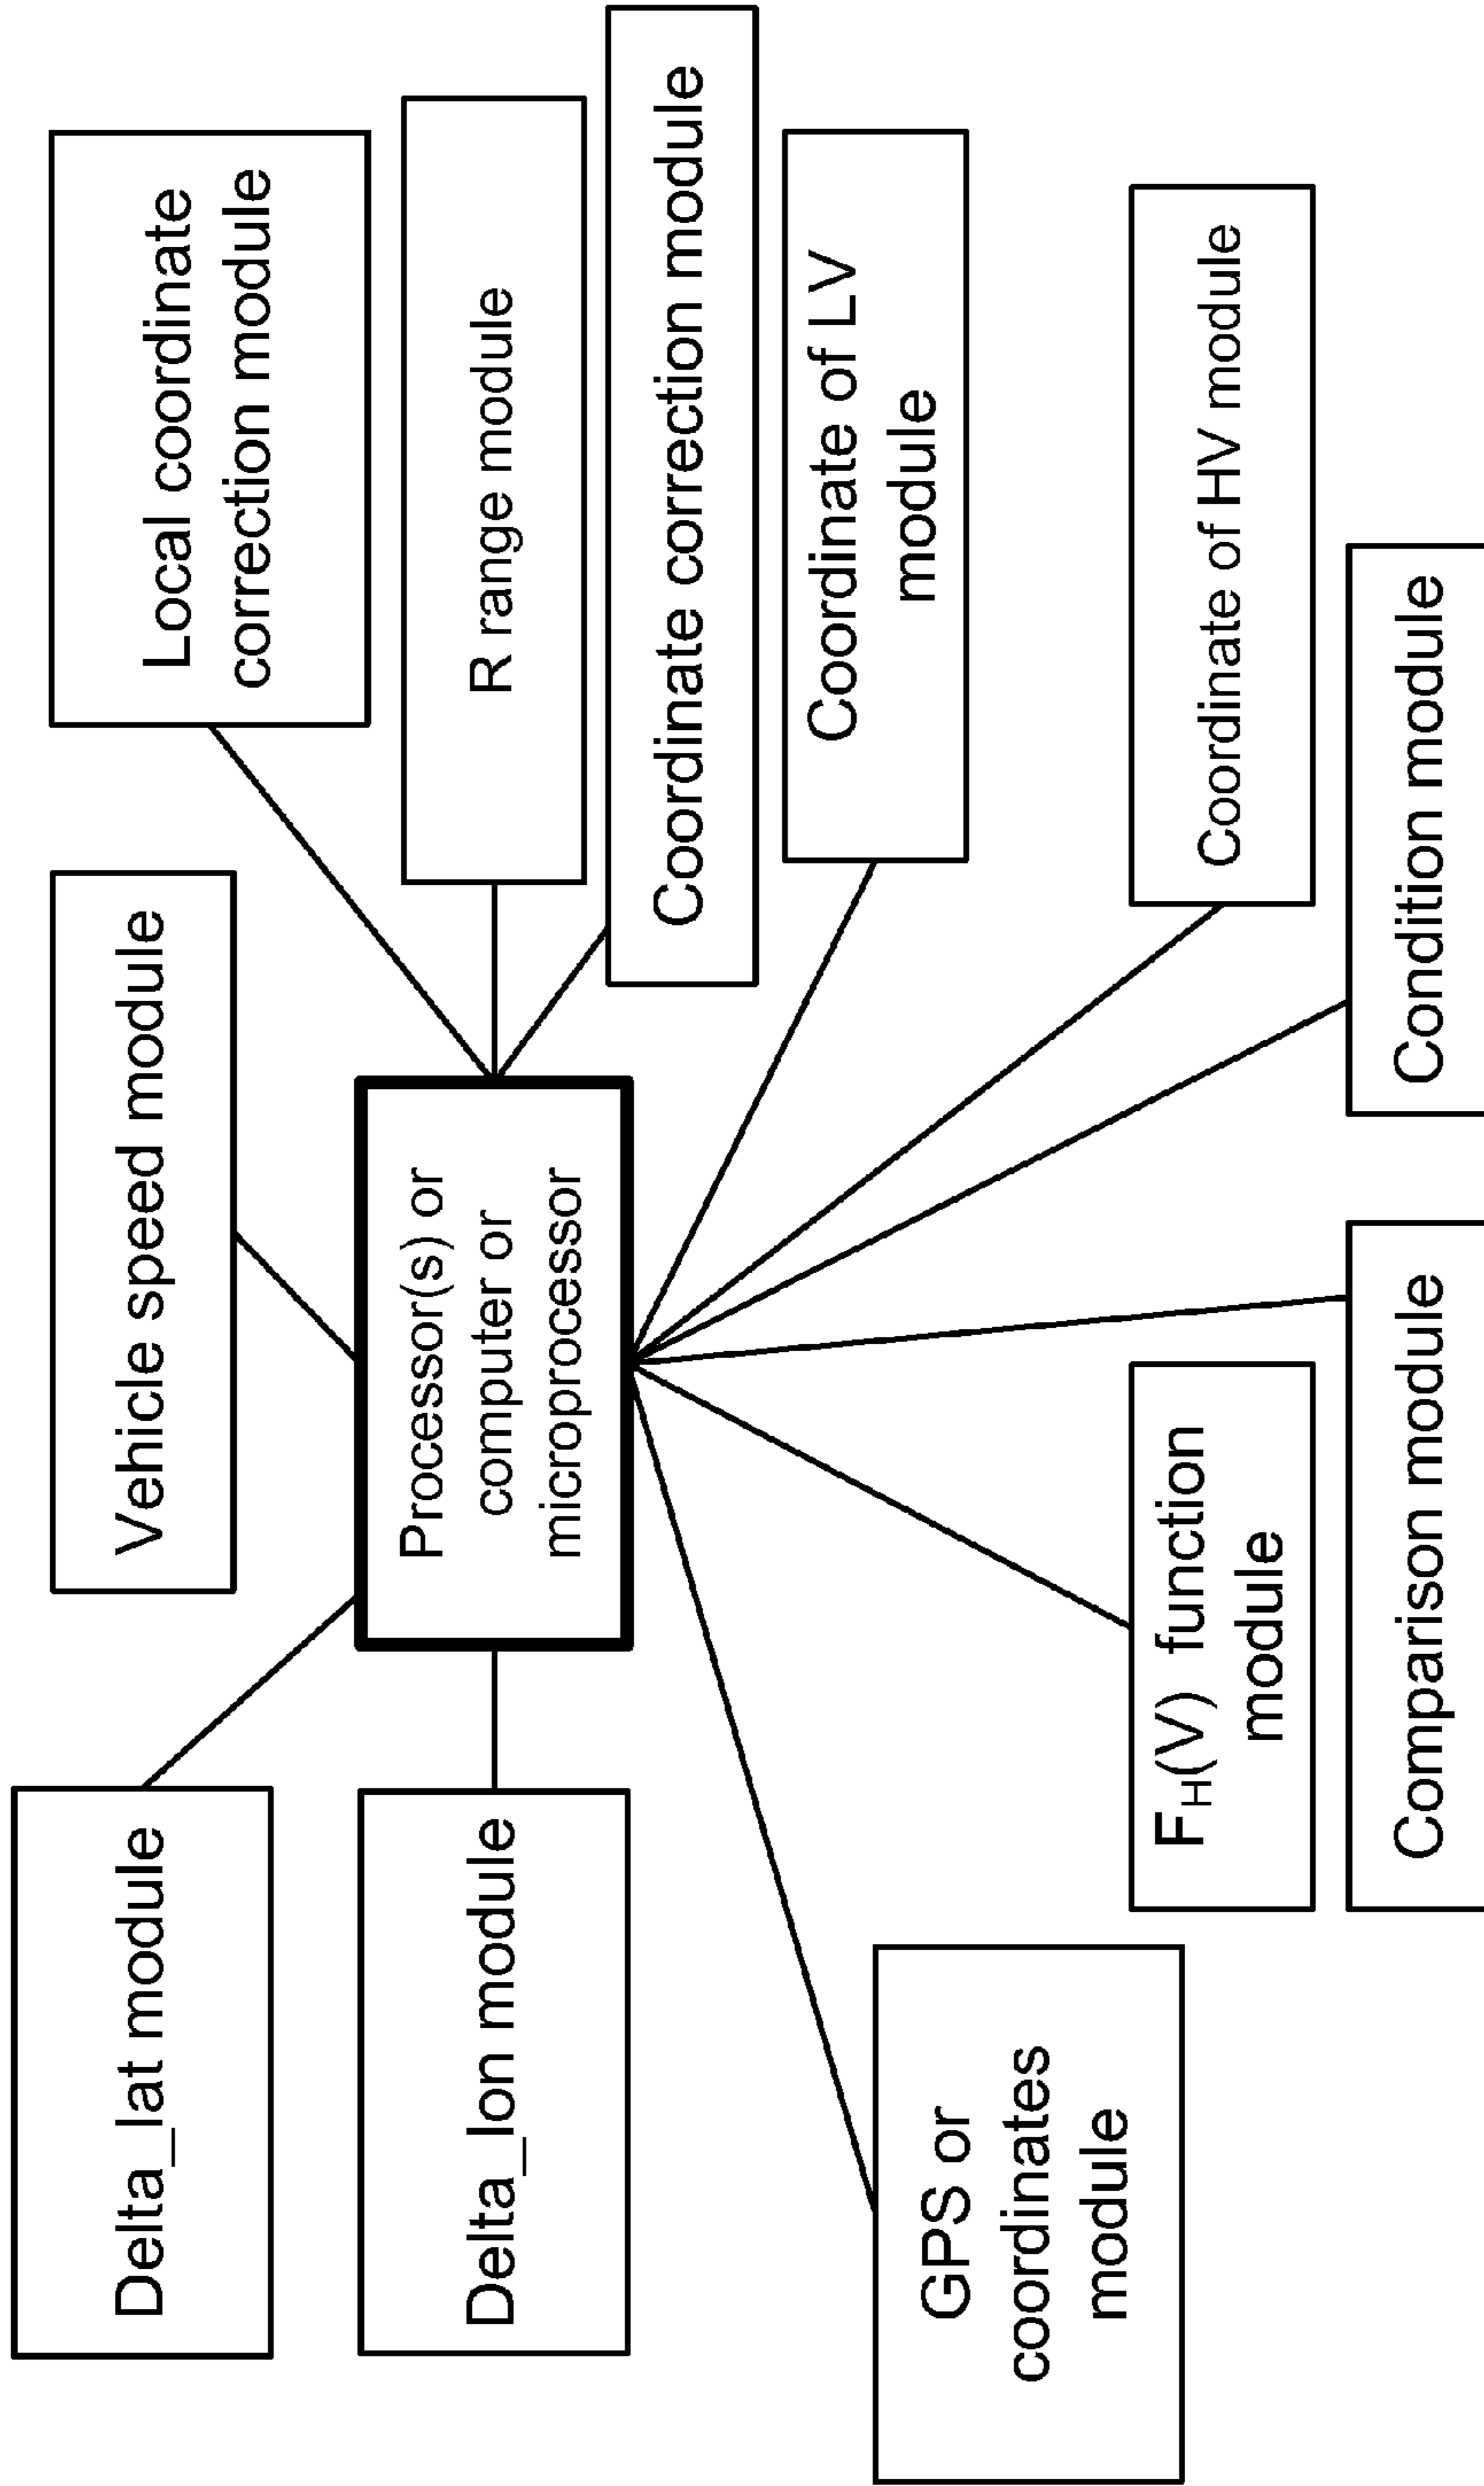 Delta_lat module
Vehicle speed module
Local coordinate
correction module
Delta_lon module
Processor(s) or
computer or
microprocessor
R range module
Coordinate correction module
Coordinate of LV
module
GPS or
coordinates
module
F_H(V) function
module
Coordinate of HV module
Comparison module
Condition module